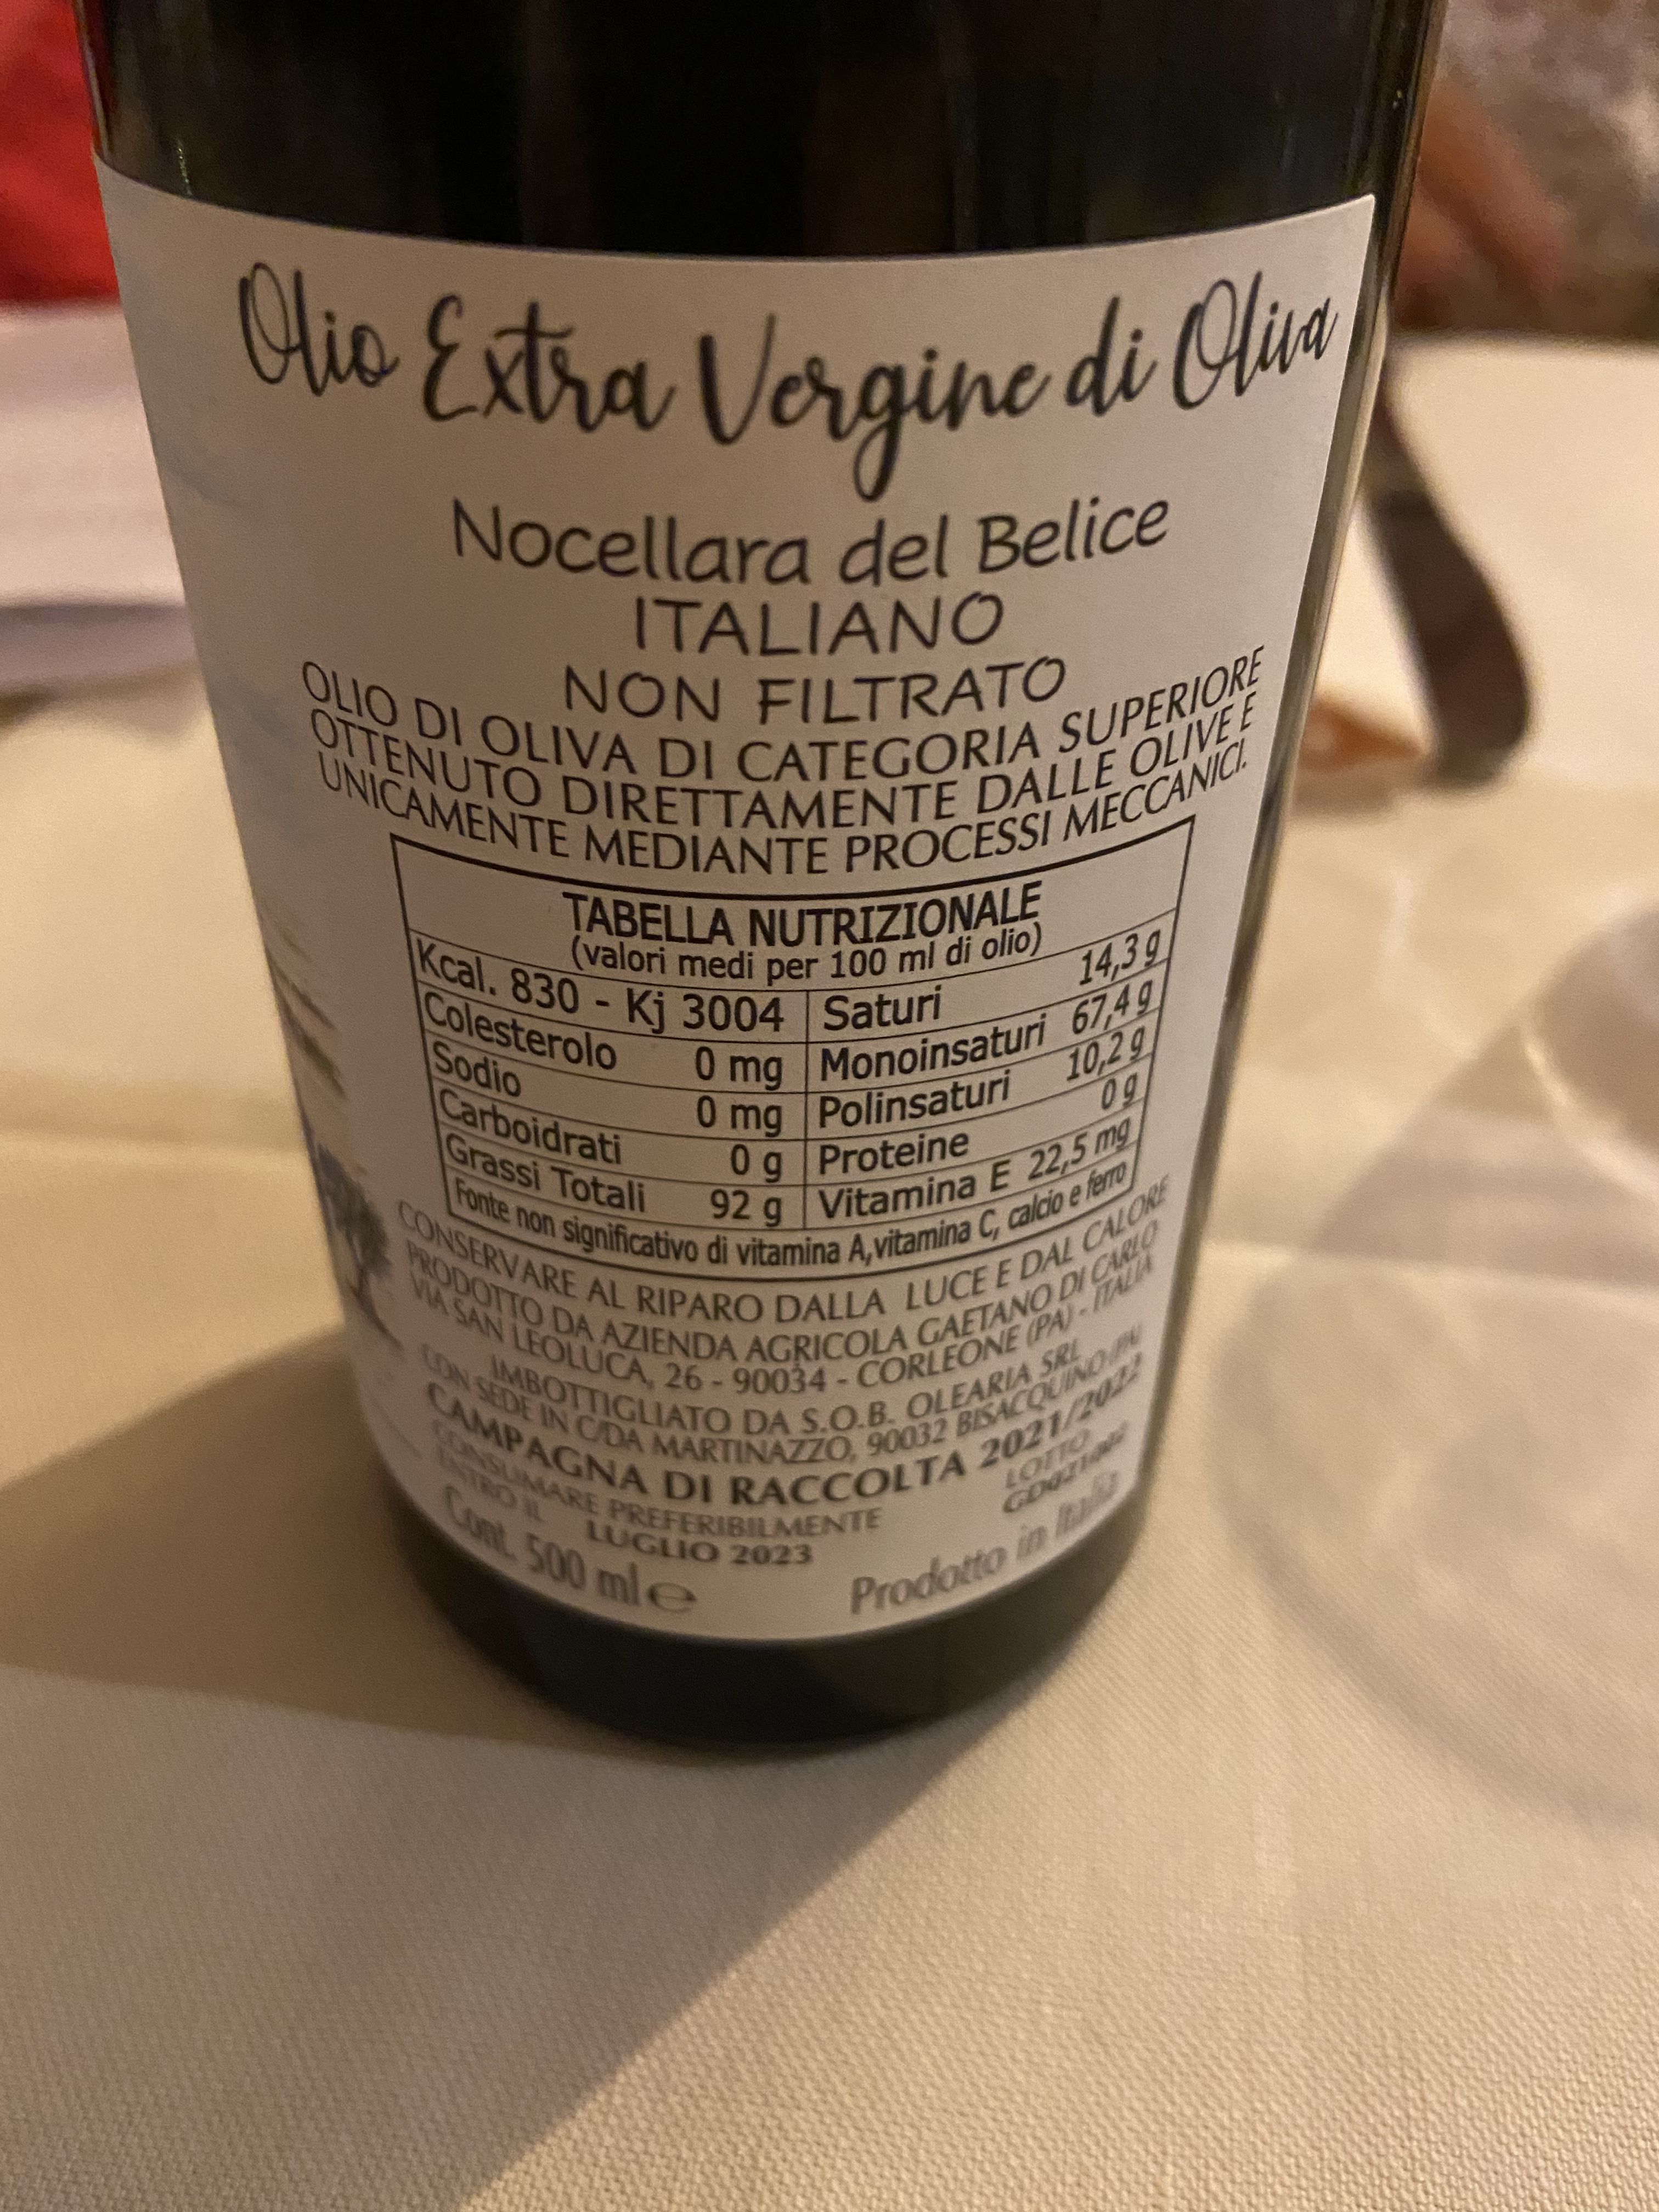 Olio Extra Vergine di Oliva
Nocellara del Belice
ITALIANO
NON FILTRATO
OLIO DI OLIVA DI CATEGORIA SUPERIORE
OTTENUTO DIRETTAMENTE DALLE OLIVE E
UNICAMENTE MEDIANTE PROCESSI MECCANICI.
TABELLA NUTRIZIONALE
(valori medi per 100 ml di olio)
Kcal. 830 - Kj 3004 Saturi 14,3 g
Colesterolo 0 mg Monoinsaturi 67,4 g
Sodio 0 mg Polinsaturi 10,2 g
Carboidrati 0 g Proteine 0 g
Grassi Totali 92 g Vitamina E 22,5 mg
Fonte non significativo di vitamina A,vitamina C, calcio e ferro
CONSERVARE AL RIPARO DALLA LUCE E DAL CALORE
PRODOTTO DA AZIENDA AGRICOLA GAETANO DI CARLO
VIA SAN LEOLUCA, 26 - 90034 - CORLEONE (PA) - ITALIA
IMBOTTIGLIATO DA S.O.B. OLEARIA SRL
CON SEDE IN C/DA MARTINAZZO, 90032 BISACQUINO (PA)
CAMPAGNA DI RACCOLTA 2021/2022
CONSUMARE PREFERIBILMENTE
ENTRO IL LUGLIO 2023
LOTTO
Cont. 500 ml e
Prodotto in Italia